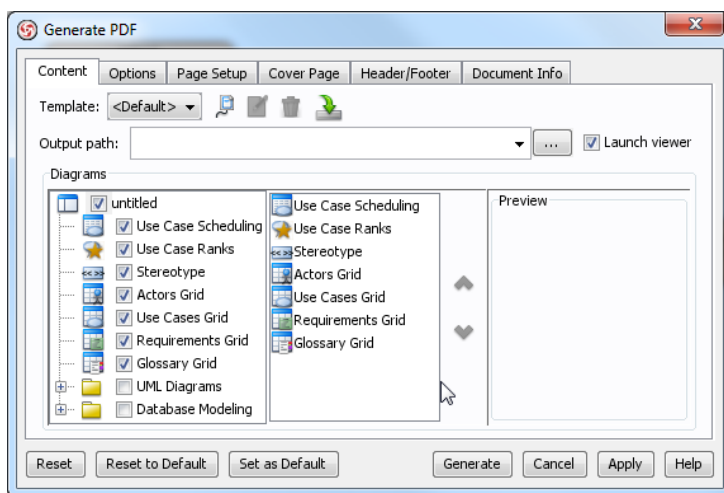 Generate PDF
Content Options Page Setup Cover Page Header/Footer Document Info
Template: <Default>
Output path: ... Launch viewer
Diagrams
untitled
Use Case Scheduling
Use Case Ranks
<< >> Stereotype
Actors Grid
Use Cases Grid
Requirements Grid
Glossary Grid
UML Diagrams
Database Modeling
Use Case Scheduling
Use Case Ranks
<< >> Stereotype
Actors Grid
Use Cases Grid
Requirements Grid
Glossary Grid
Preview
Reset Reset to Default Set as Default Generate Cancel Apply Help